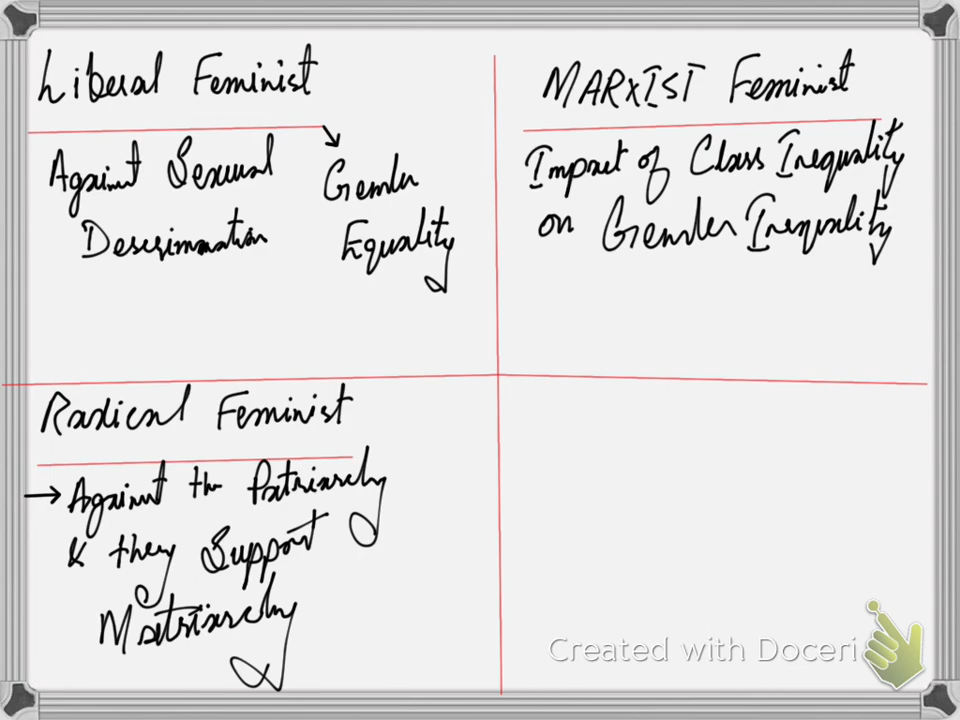 Liberal Feminist
Against Sexual
Descrimination
Gender
Equality
MARXIST Feminist
Impact of Class Inequality
on Gender Inequality
Radical Feminist
→ Against the Patriarchy
& they Support
Matriarchy
Created with Doceri